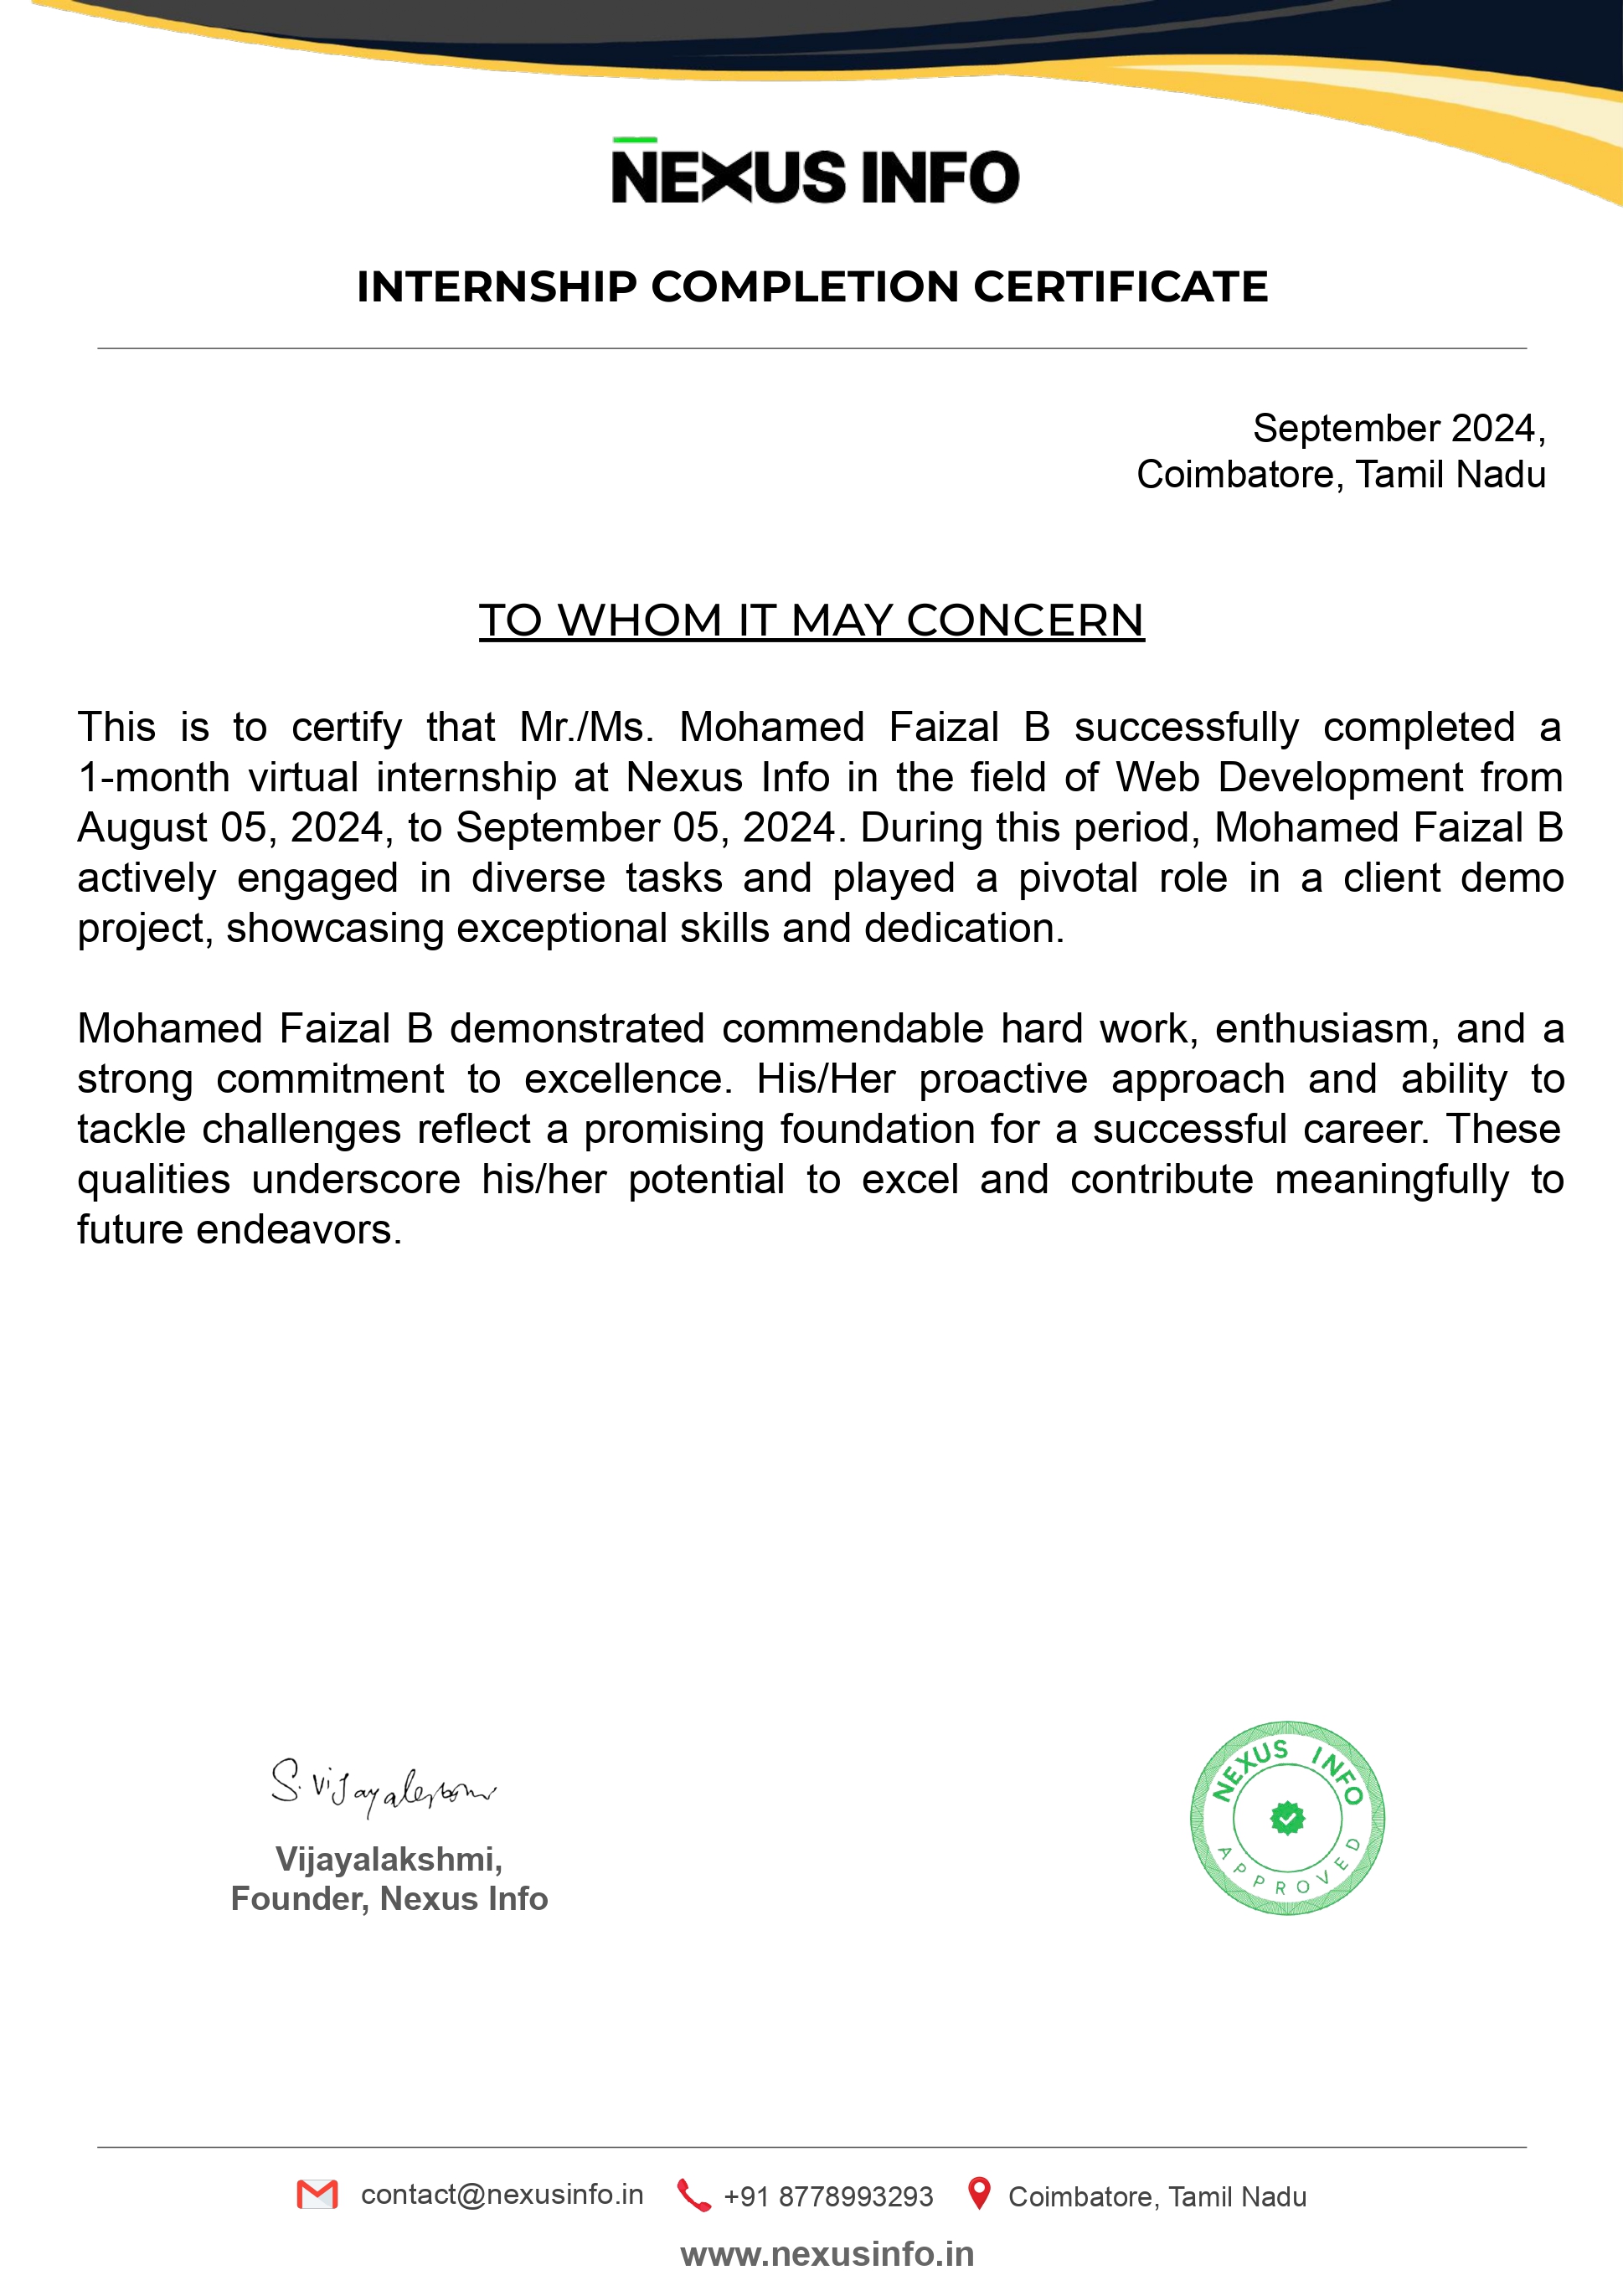 NEXUS INFO
INTERNSHIP COMPLETION CERTIFICATE
September 2024,
Coimbatore, Tamil Nadu
TO WHOM IT MAY CONCERN
This is to certify that Mr./Ms. Mohamed Faizal B successfully completed a
1-month virtual internship at Nexus Info in the field of Web Development from
August 05, 2024, to September 05, 2024. During this period, Mohamed Faizal B
actively engaged in diverse tasks and played a pivotal role in a client demo
project, showcasing exceptional skills and dedication.
Mohamed Faizal B demonstrated commendable hard work, enthusiasm, and a
strong commitment to excellence. His/Her proactive approach and ability to
tackle challenges reflect a promising foundation for a successful career. These
qualities underscore his/her potential to excel and contribute meaningfully to
future endeavors.
Vijayalakshmi,
Founder, Nexus Info
NEXUS INFO
APPROVED
contact@nexusinfo.in +91 8778993293 Coimbatore, Tamil Nadu
www.nexusinfo.in